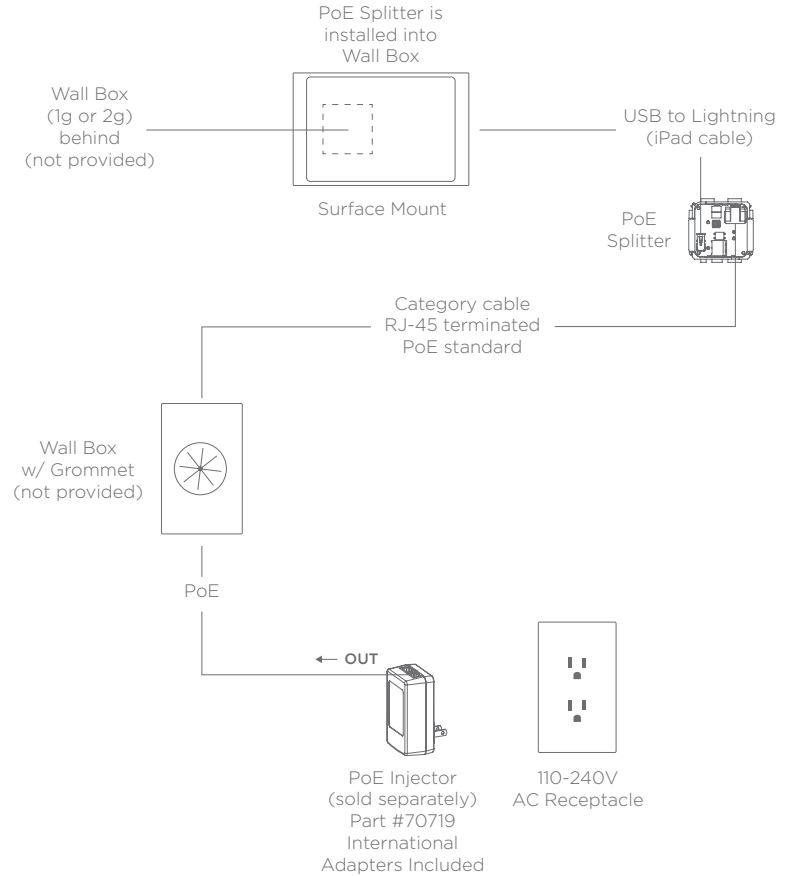 PoE Splitter is
installed into
Wall Box
Wall Box
(1g or 2g)
behind
(not provided)
USB to Lightning
(iPad cable)
Surface Mount
PoE
Splitter
Category cable
RJ-45 terminated
PoE standard
Wall Box
w/ Grommet
(not provided)
PoE
← OUT
PoE Injector
(sold separately)
Part #70719
International
Adapters Included
110-240V
AC Receptacle